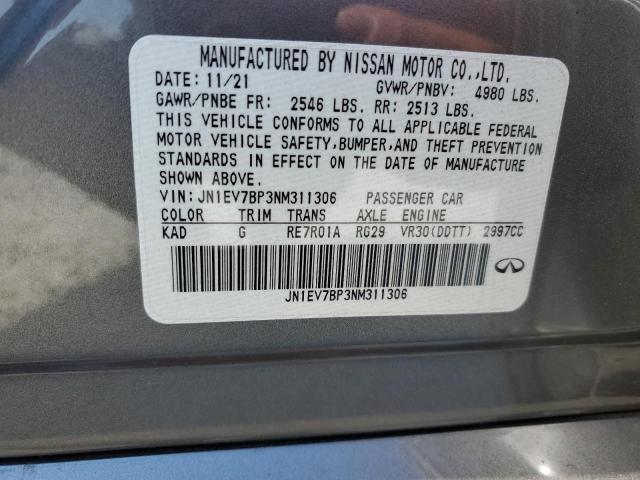 MANUFACTURED BY NISSAN MOTOR CO.,LTD.
DATE: 11/21 GVWR/PNBV: 4980 LBS.
GAWR/PNBE FR: 2546 LBS. RR: 2513 LBS.
THIS VEHICLE CONFORMS TO ALL APPLICABLE FEDERAL
MOTOR VEHICLE SAFETY, BUMPER, AND THEFT PREVENTION
STANDARDS IN EFFECT ON THE DATE OF MANUFACTURE
SHOWN ABOVE.
VIN: JN1EV7BP3NM311306 PASSENGER CAR
COLOR TRIM TRANS AXLE ENGINE
KAD G RE7R01A RG29 VR30(DDTT) 2997CC
JN1EV7BP3NM311306